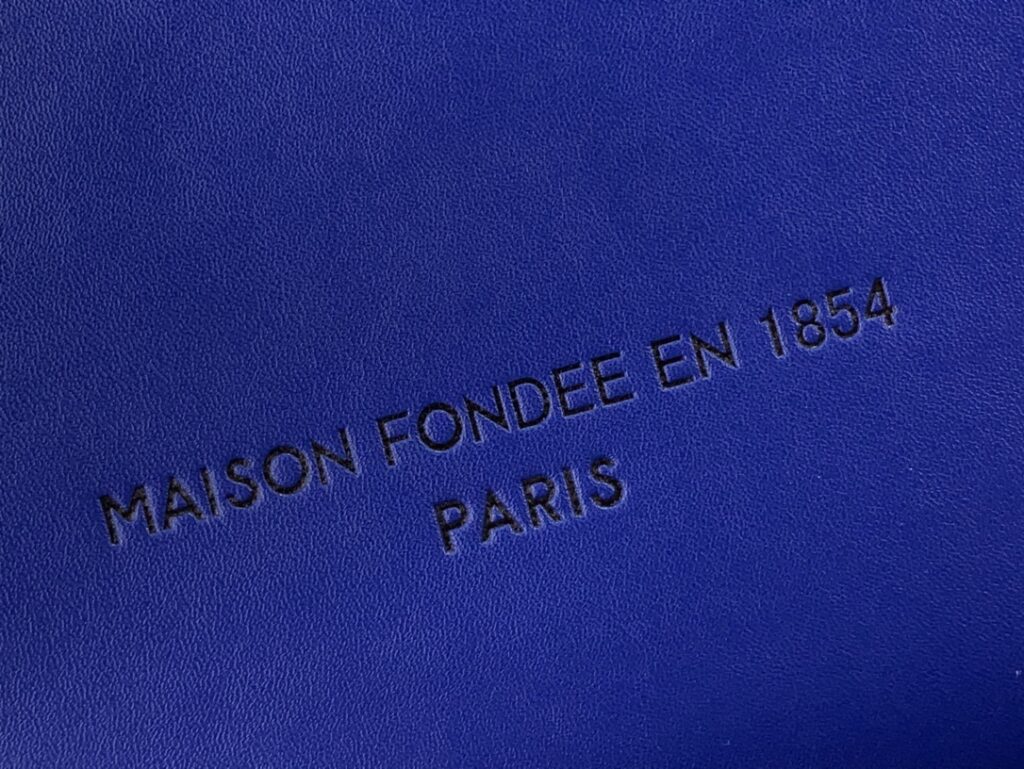 MAISON FONDEE EN 1854
PARIS